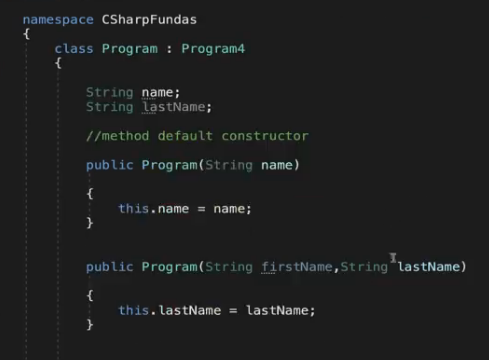 namespace CSharpFundas
{
class Program : Program4
{
String name;
String lastName;
//method default constructor
public Program(String name)
{
this.name = name;
}
public Program(String firstName,String lastName)
{
this.lastName = lastName;
}